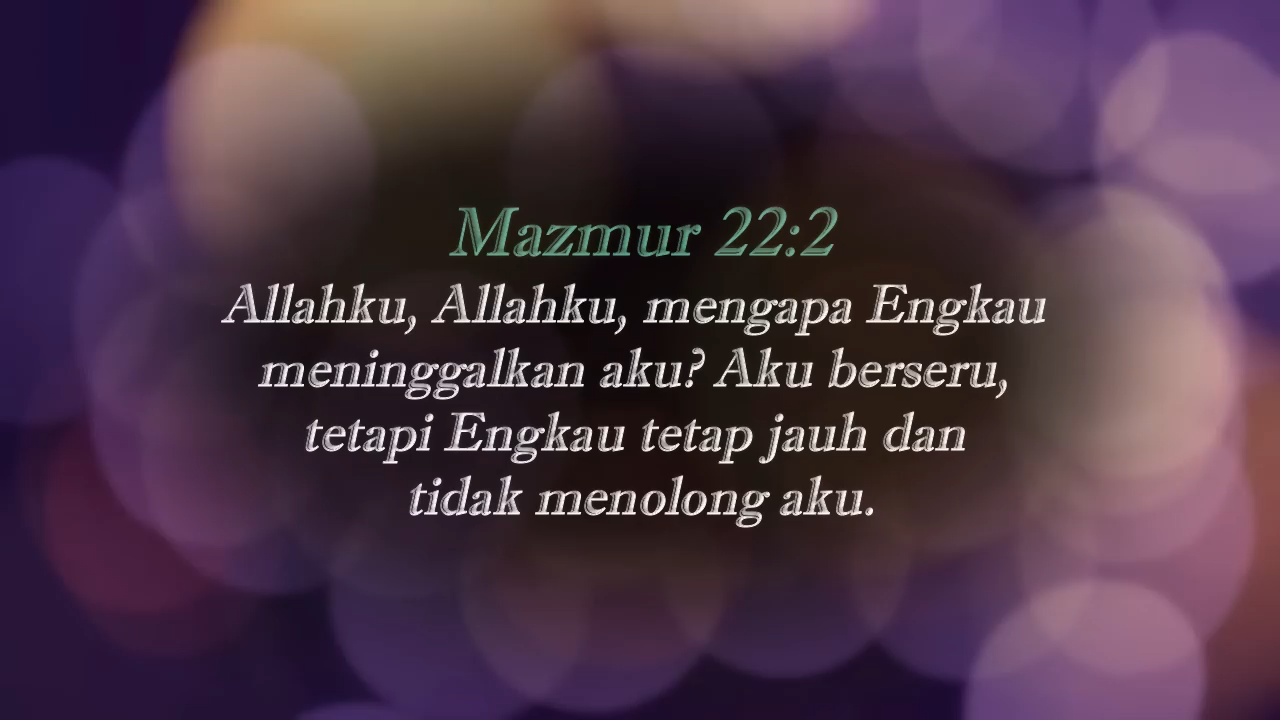 Mazmur 22:2
Allahku, Allahku, mengapa Engkau
meninggalkan aku? Aku berseru,
tetapi Engkau tetap jauh dan
tidak menolong aku.